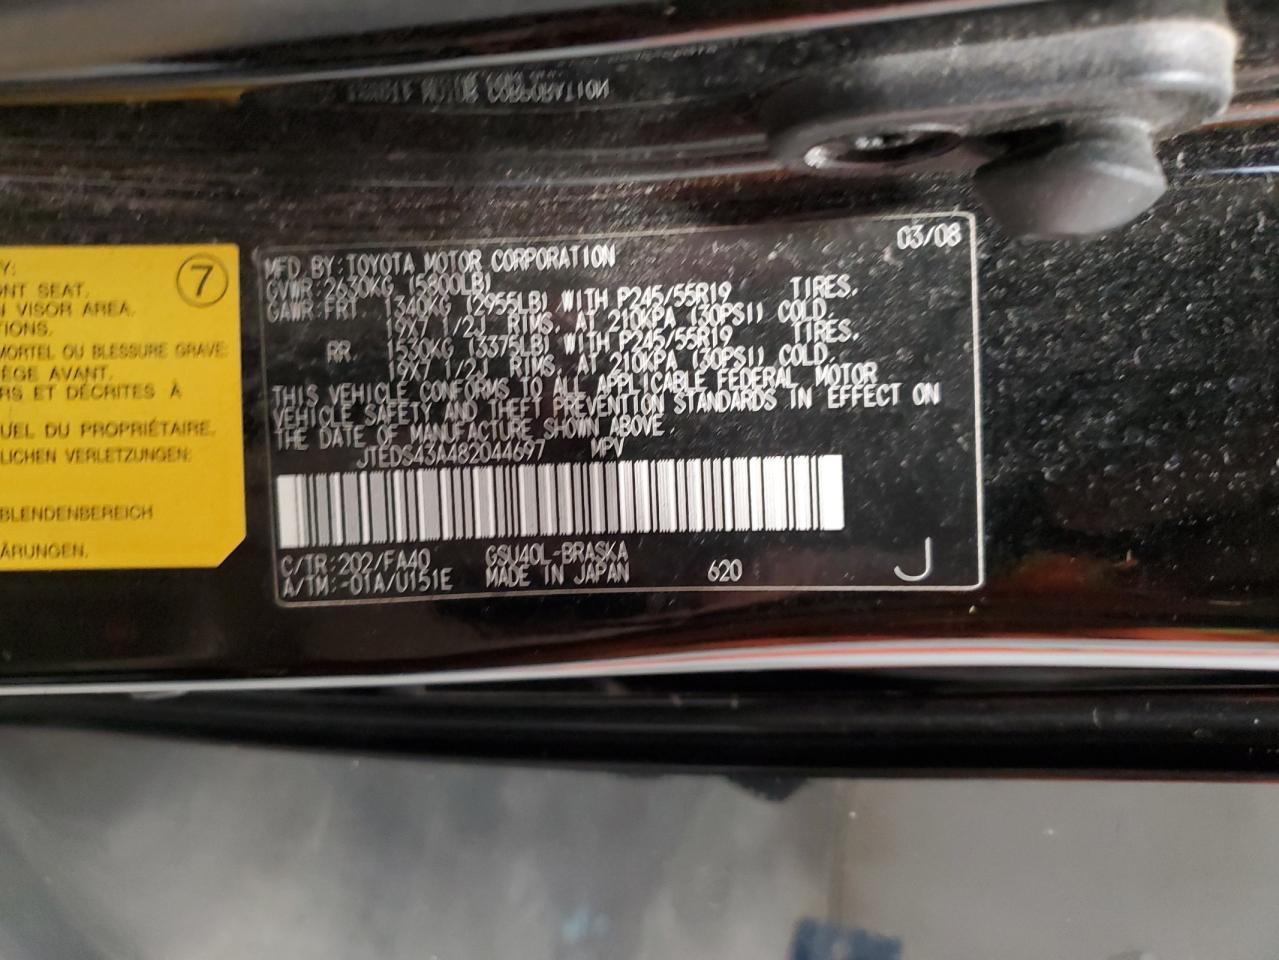 Y:
7
ONT SEAT.
N VISOR AREA.
TIONS.
MORTEL OU BLESSURE GRAVE
ÈGE AVANT.
RS ET DÉCRITES À
UEL DU PROPRIÉTAIRE.
LICHEN VERLETZUNGEN:
BLENDENBEREICH
ÄRUNGEN.
03/08
MFD. BY: TOYOTA MOTOR CORPORATION
GVWR: 2630KG (5800LB)
GAWR: FRT. 1340KG (2955LB) WITH P245/55R19 TIRES.
19X7 1/2J RIMS. AT 210KPA (30PSI) COLD.
RR. 1530KG (3375LB) WITH P245/55R19 TIRES.
19X7 1/2J RIMS. AT 210KPA (30PSI) COLD.
THIS VEHICLE CONFORMS TO ALL APPLICABLE FEDERAL MOTOR
VEHICLE SAFETY AND THEFT PREVENTION STANDARDS IN EFFECT ON
THE DATE OF MANUFACTURE SHOWN ABOVE.
JTEDS43A482044697 MPV
C/TR: 202/FA40 GSU40L-BRASKA
A/TM: -01A/U151E MADE IN JAPAN 620 J